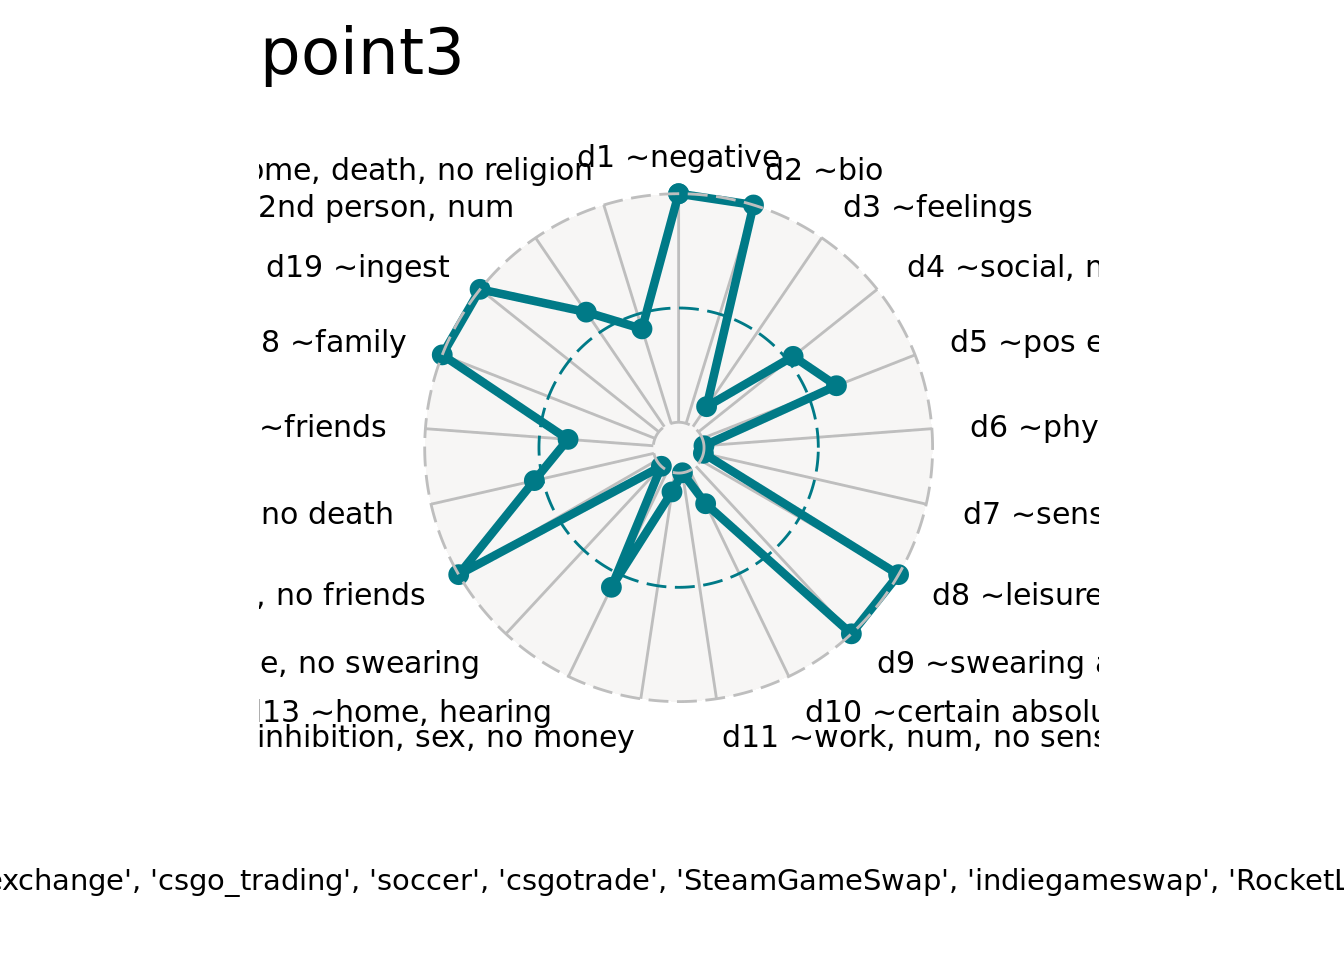 point3
d1 ~negative
death, no religion
d2 ~bio
2nd person, num
d3 ~feelings
d19 ~ingest
d4 ~social,
8 ~family
d5 ~pos
~friends
d6 ~phy
no death
d7 ~sens
, no friends
d8 ~leisure
e, no swearing
d9 ~swearing
13 ~home, hearing
d10 ~certain absolu
inhibition, sex, no money
d11 ~work, num, no sens
exchange', 'csgo_trading', 'soccer', 'csgotrade', 'SteamGameSwap', 'indiegameswap', 'RocketL